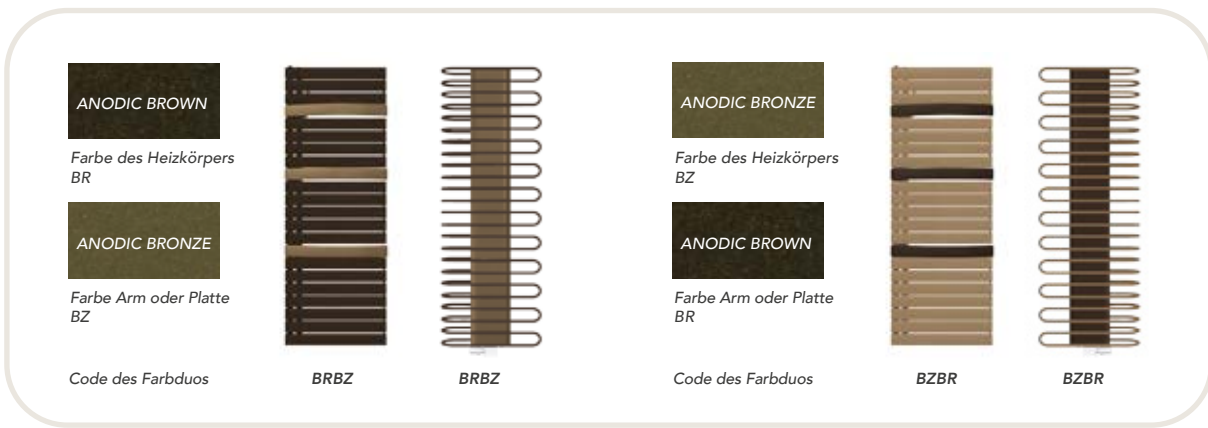 ANODIC BROWN
Farbe des Heizkörpers
BR
ANODIC BRONZE
Farbe Arm oder Platte
BZ
Code des Farbduos
BRBZ
BRBZ
ANODIC BRONZE
Farbe des Heizkörpers
BZ
ANODIC BROWN
Farbe Arm oder Platte
BR
Code des Farbduos
BZBR
BZBR